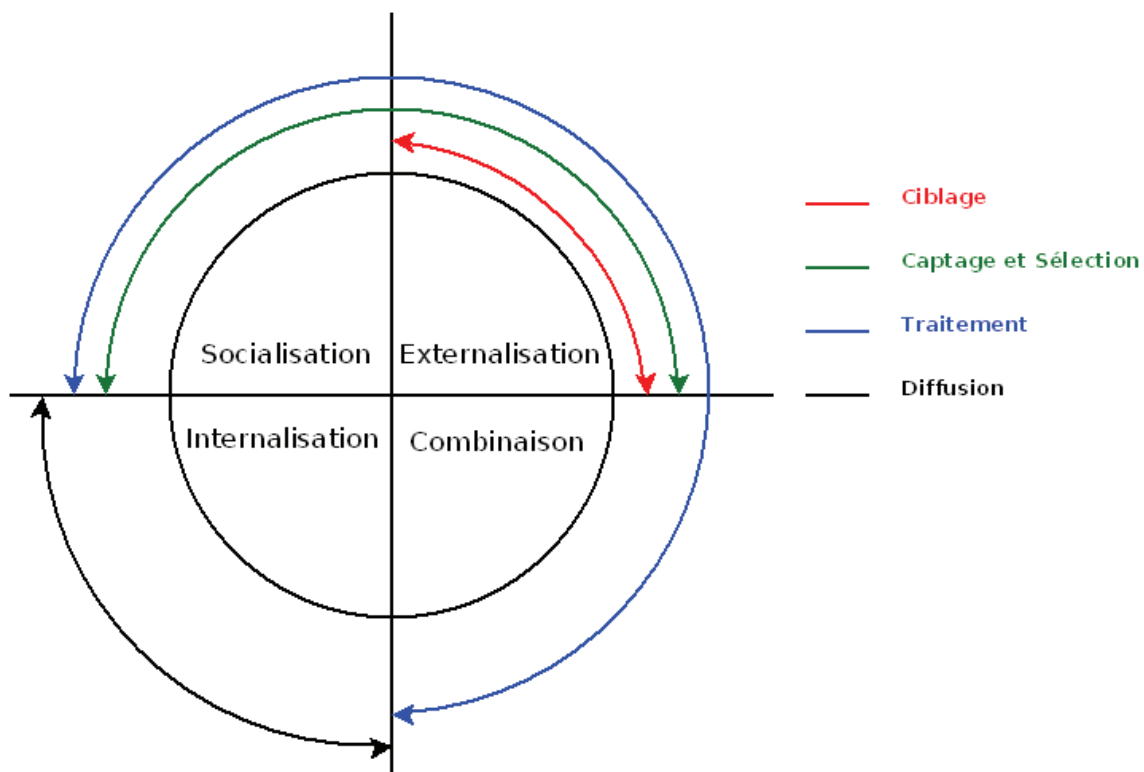 Socialisation
Externalisation
Internalisation
Combinaison
Ciblage
Captage et Sélection
Traitement
Diffusion